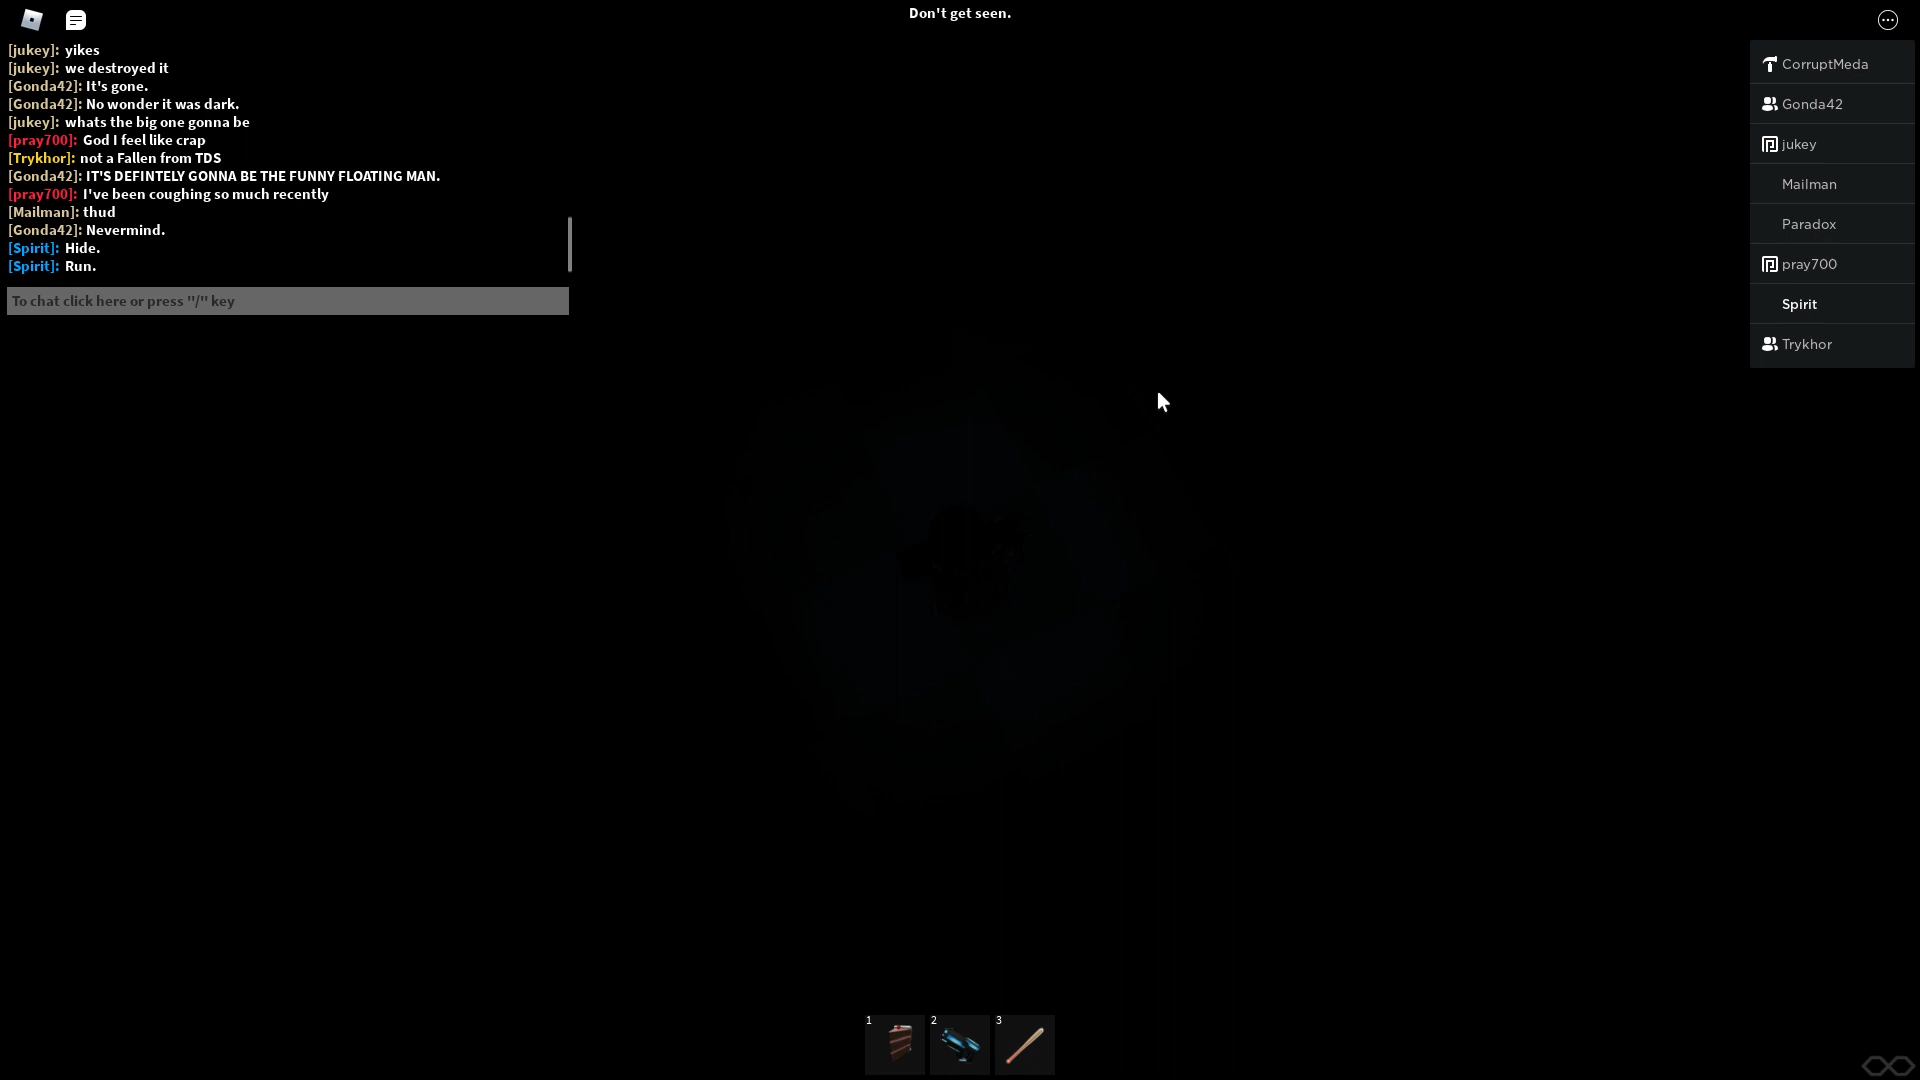 Don't get seen.
[jukey]: yikes
[jukey]: we destroyed it
[Gonda42]: It's gone.
[Gonda42]: No wonder it was dark.
[jukey]: whats the big one gonna be
[pray700]: God I feel like crap
[Trykhor]: not a Fallen from TDS
[Gonda42]: IT'S DEFINTELY GONNA BE THE FUNNY FLOATING MAN.
[pray700]: I've been coughing so much recently
[Mailman]: thud
[Gonda42]: Nevermind.
[Spirit]: Hide.
[Spirit]: Run.
To chat click here or press "/" key
CorruptMeda
Gonda42
jukey
Mailman
Paradox
pray700
Spirit
Trykhor
1 2 3